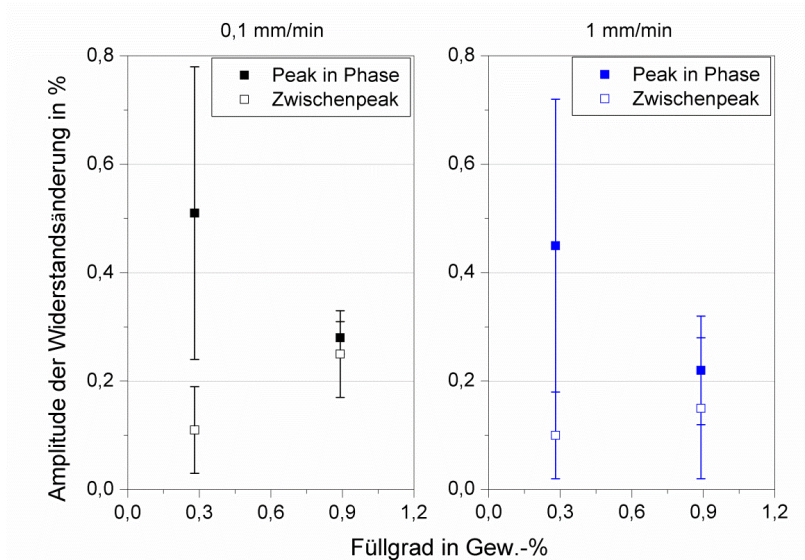 0,1 mm/min
1 mm/min
Amplitude der Widerstandsänderung in %
0,8
0,6
0,4
0,2
0,0
Peak in Phase
Zwischenpeak
0,0 0,3 0,6 0,9 1,2
0,8
0,6
0,4
0,2
0,0
Peak in Phase
Zwischenpeak
0,0 0,3 0,6 0,9 1,2
Füllgrad in Gew.-%